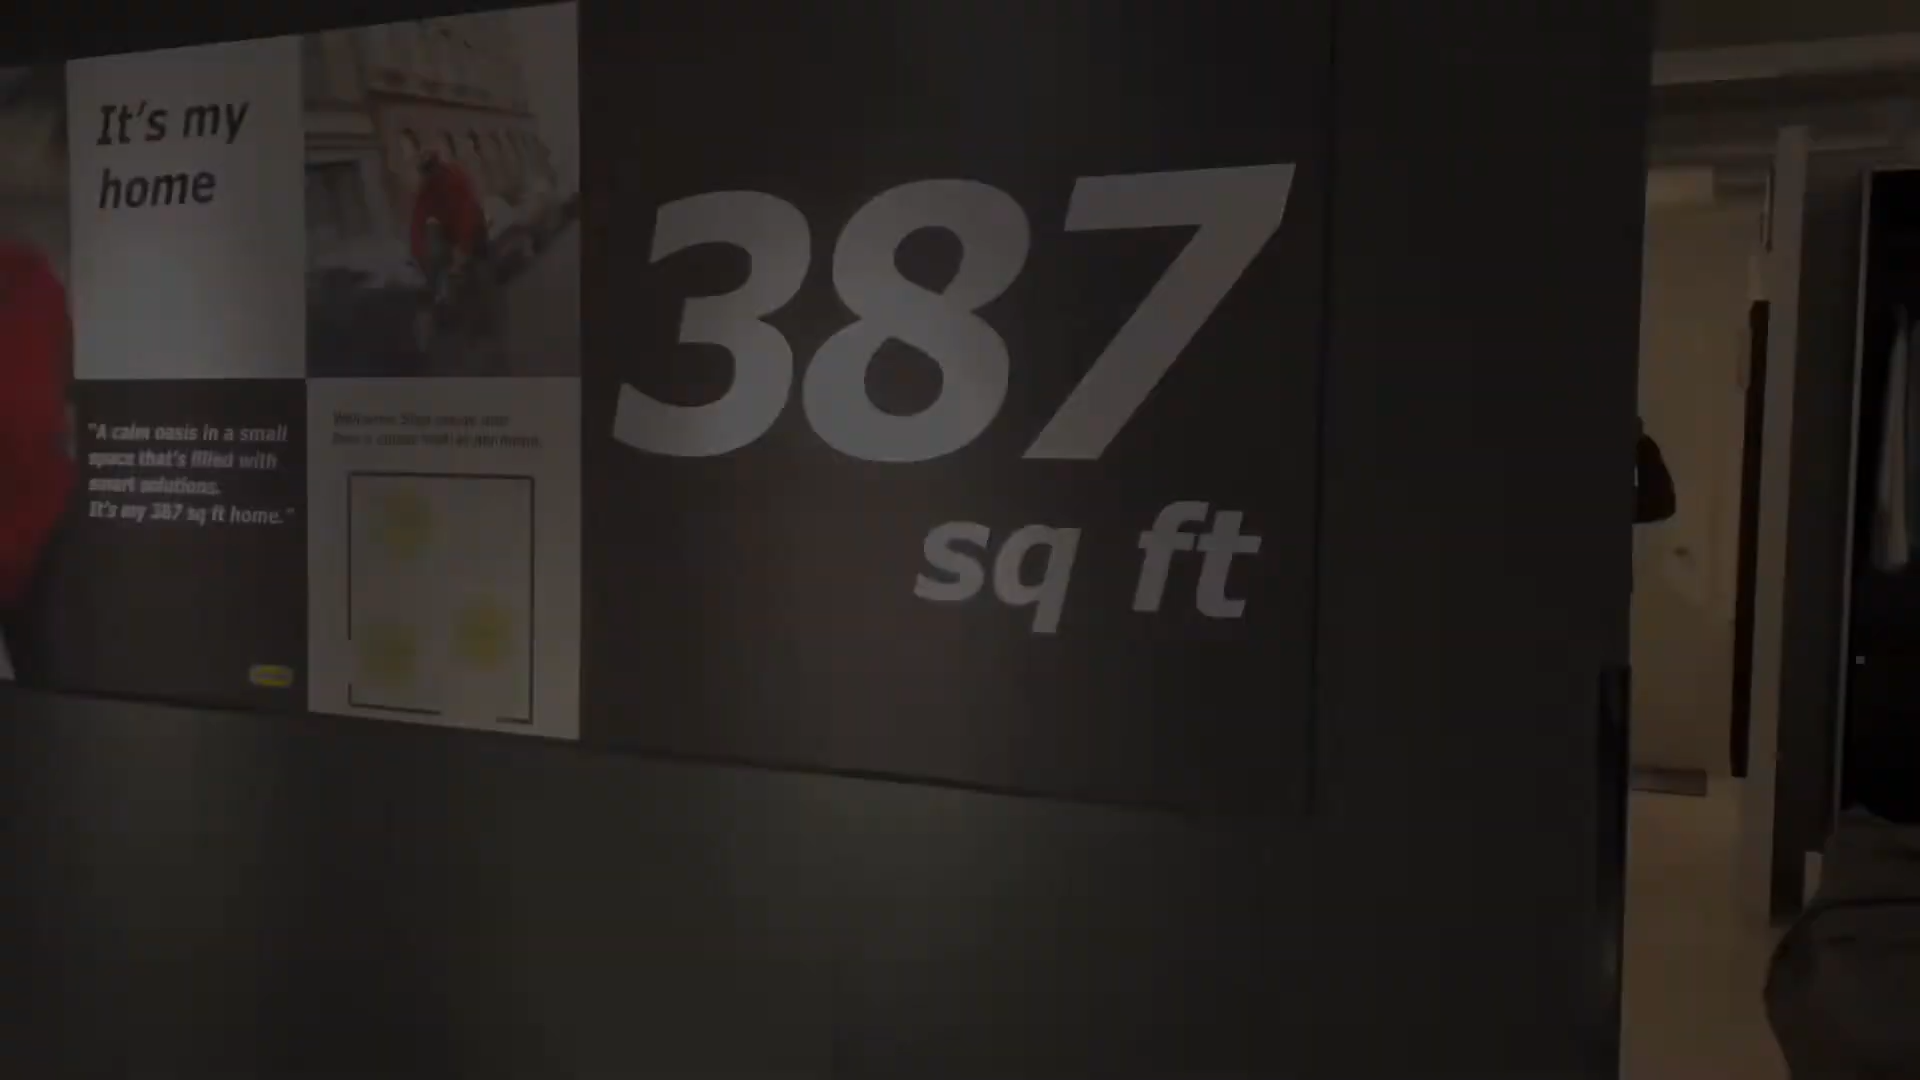 It's my
home
387
sq ft
"A calm oasis in a small
space that's filled with
smart solutions.
It's my 387 sq ft home."